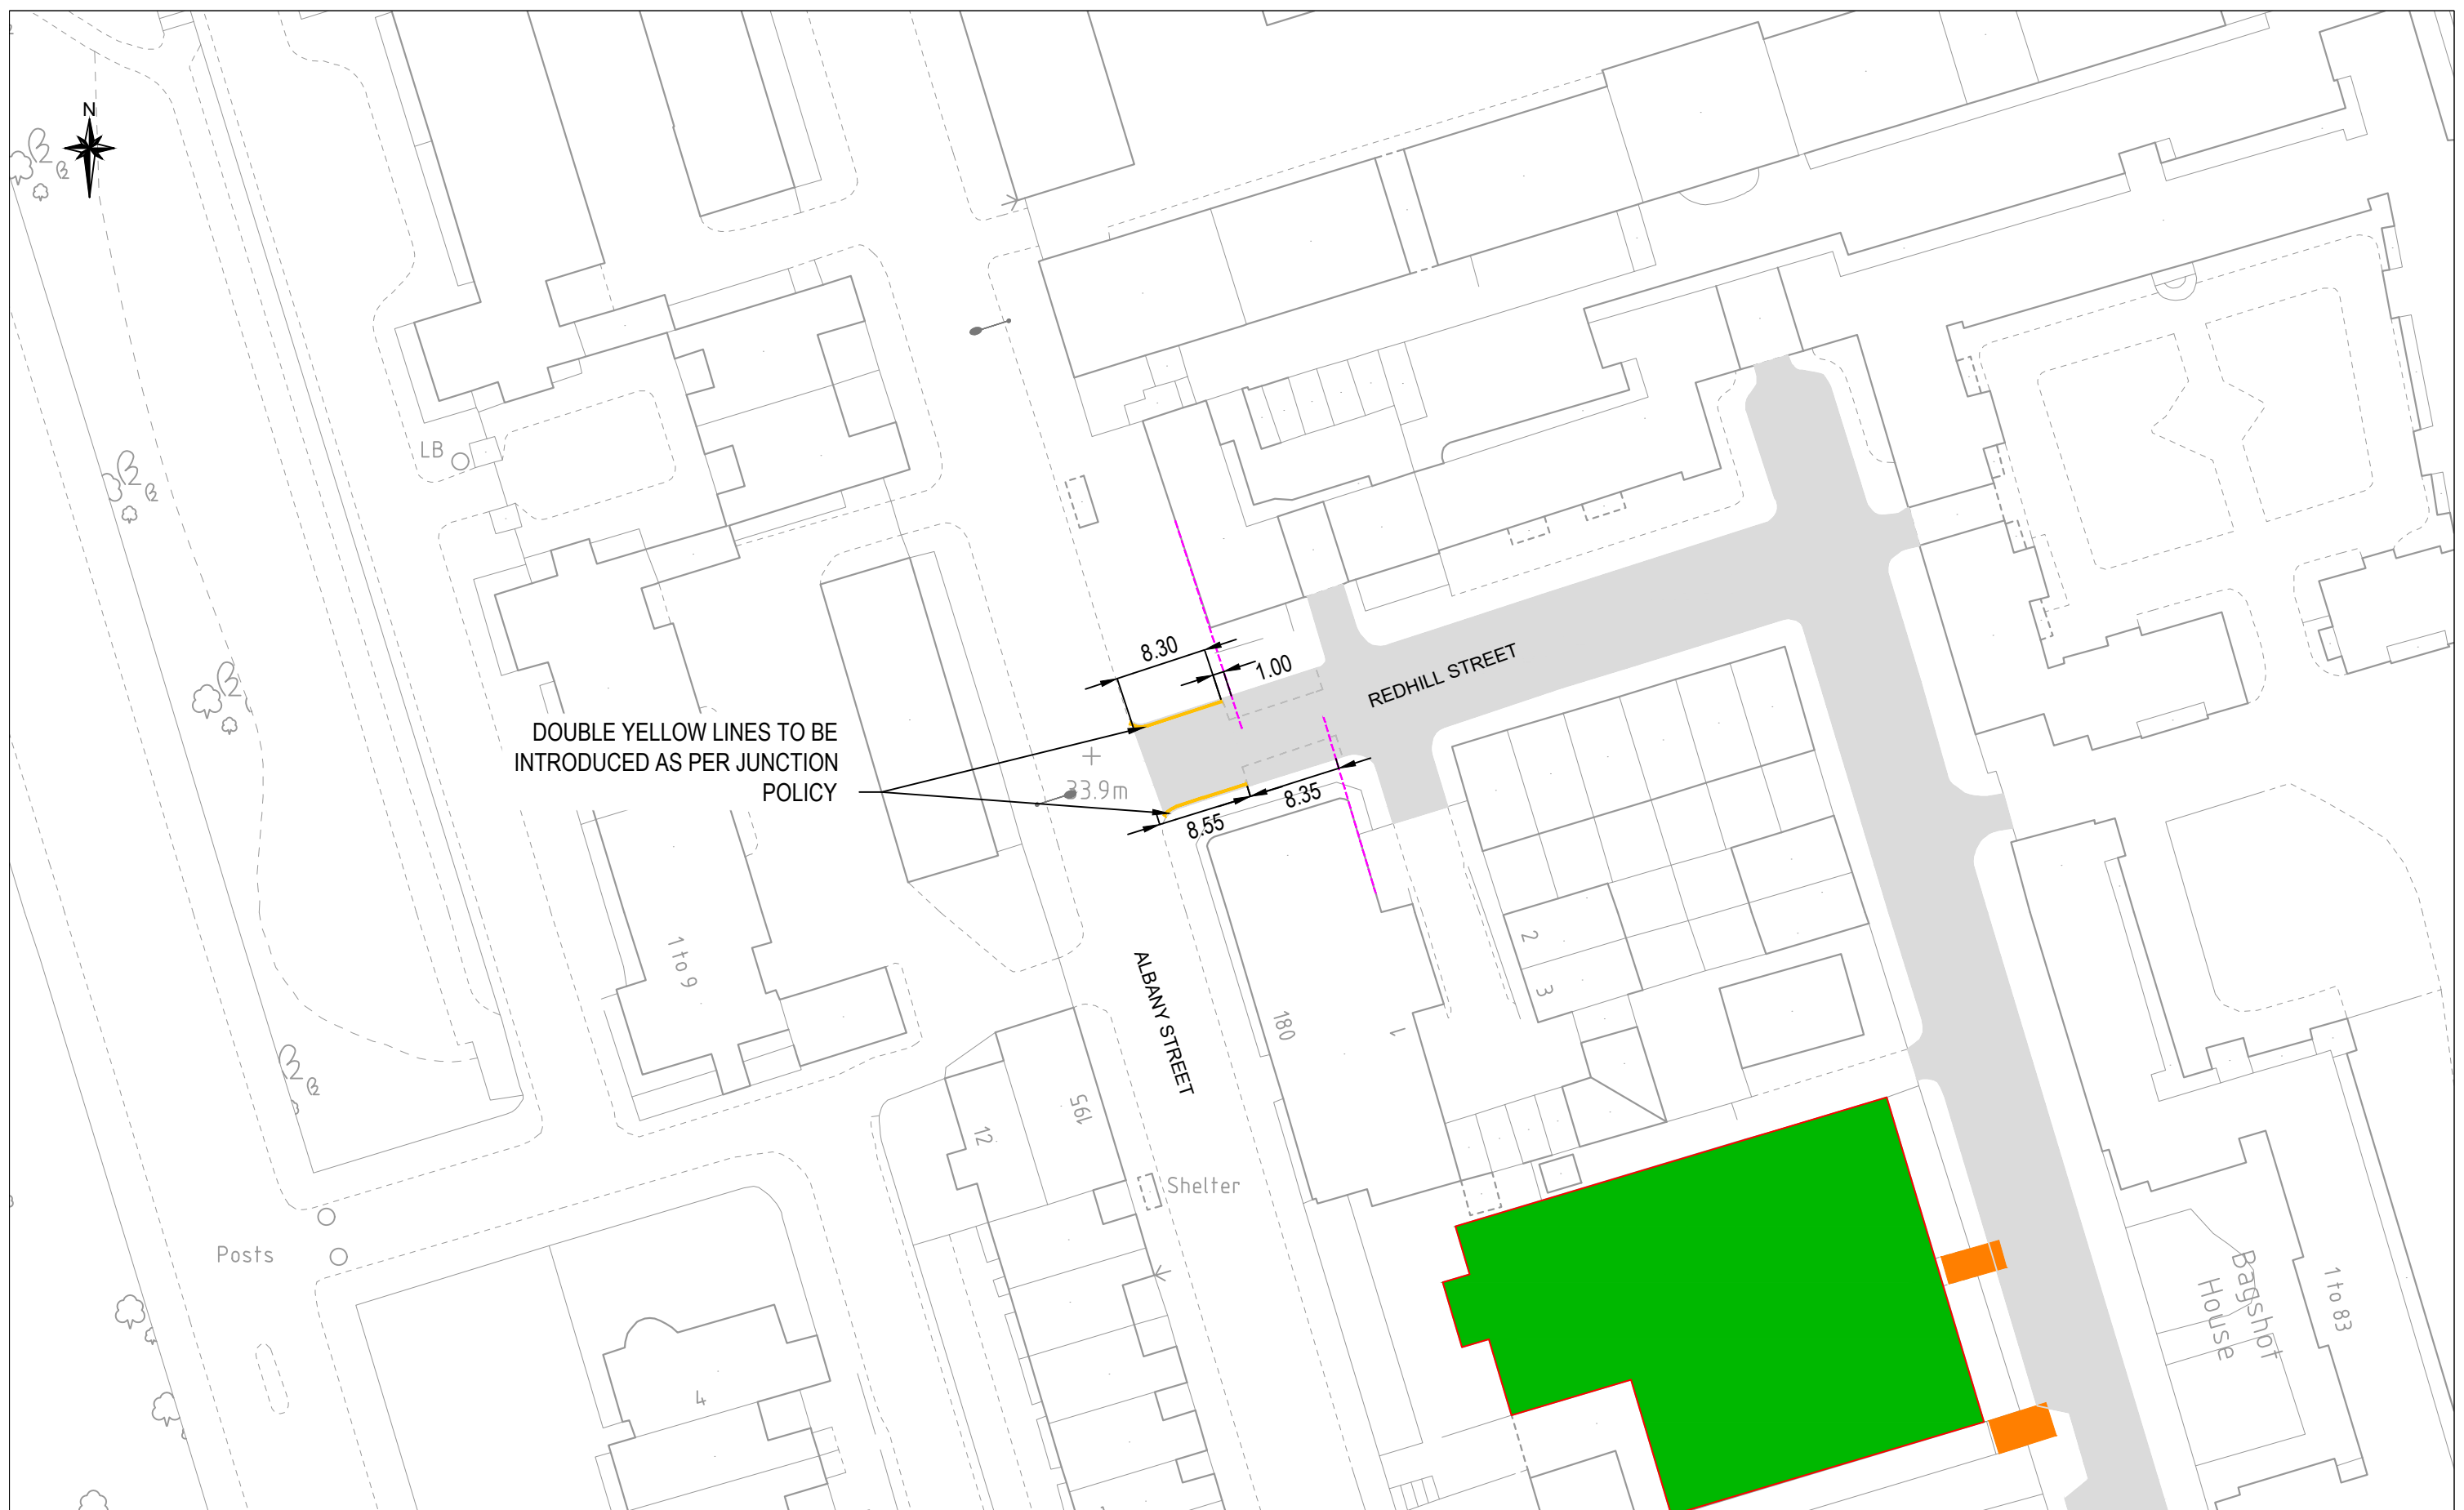 N
LB
8.30
1.00
REDHILL STREET
DOUBLE YELLOW LINES TO BE
INTRODUCED AS PER JUNCTION
POLICY
33.9m
8.35
8.55
1 to 9
ALBANY STREET
2
3
180
1
195
12
Shelter
Posts
4
Bagshot
House
1 to 83